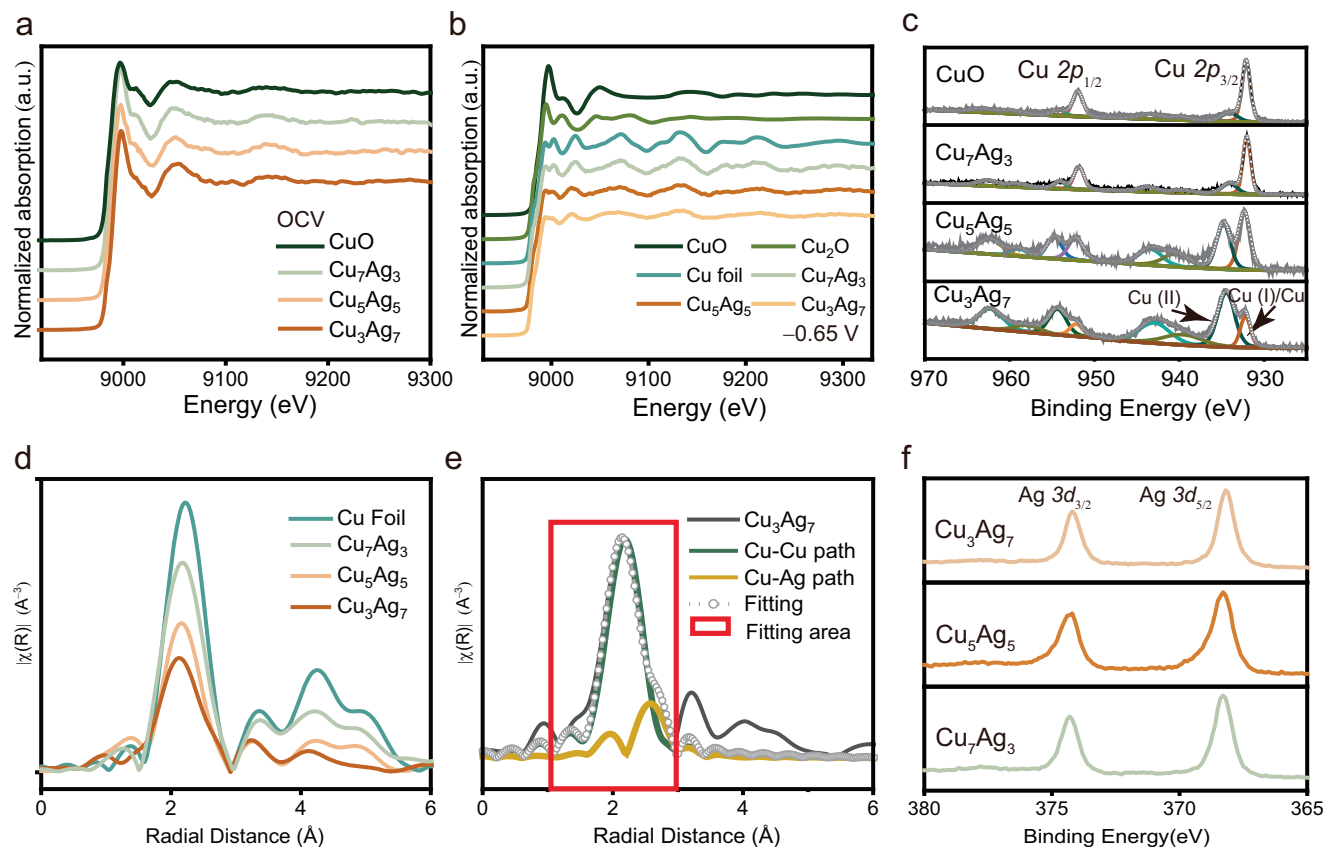 a
Normalized absorption (a.u.)
OCV
CuO
Cu₇Ag₃
Cu₅Ag₅
Cu₃Ag₇
9000 9100 9200 9300
Energy (eV)
b
Normalized absorption (a.u.)
CuO Cu₂O
Cu foil Cu₇Ag₃
Cu₅Ag₅ Cu₃Ag₇
−0.65 V
9000 9100 9200 9300
Energy (eV)
c
CuO Cu 2p₁/₂ Cu 2p₃/₂
Cu₇Ag₃
Cu₅Ag₅
Cu₃Ag₇ Cu (II) Cu (I)/Cu
970 960 950 940 930
Binding Energy (eV)
d
|χ(R)| (A⁻³)
Cu Foil
Cu₇Ag₃
Cu₅Ag₅
Cu₃Ag₇
0 2 4 6
Radial Distance (Å)
e
|χ(R)| (A⁻³)
Cu₃Ag₇
Cu-Cu path
Cu-Ag path
Fitting
Fitting area
0 2 3 4 6
Radial Distance (Å)
f
Ag 3d₃/₂ Ag 3d₅/₂
Cu₃Ag₇
Cu₅Ag₅
Cu₇Ag₃
380 375 370 365
Binding Energy(eV)